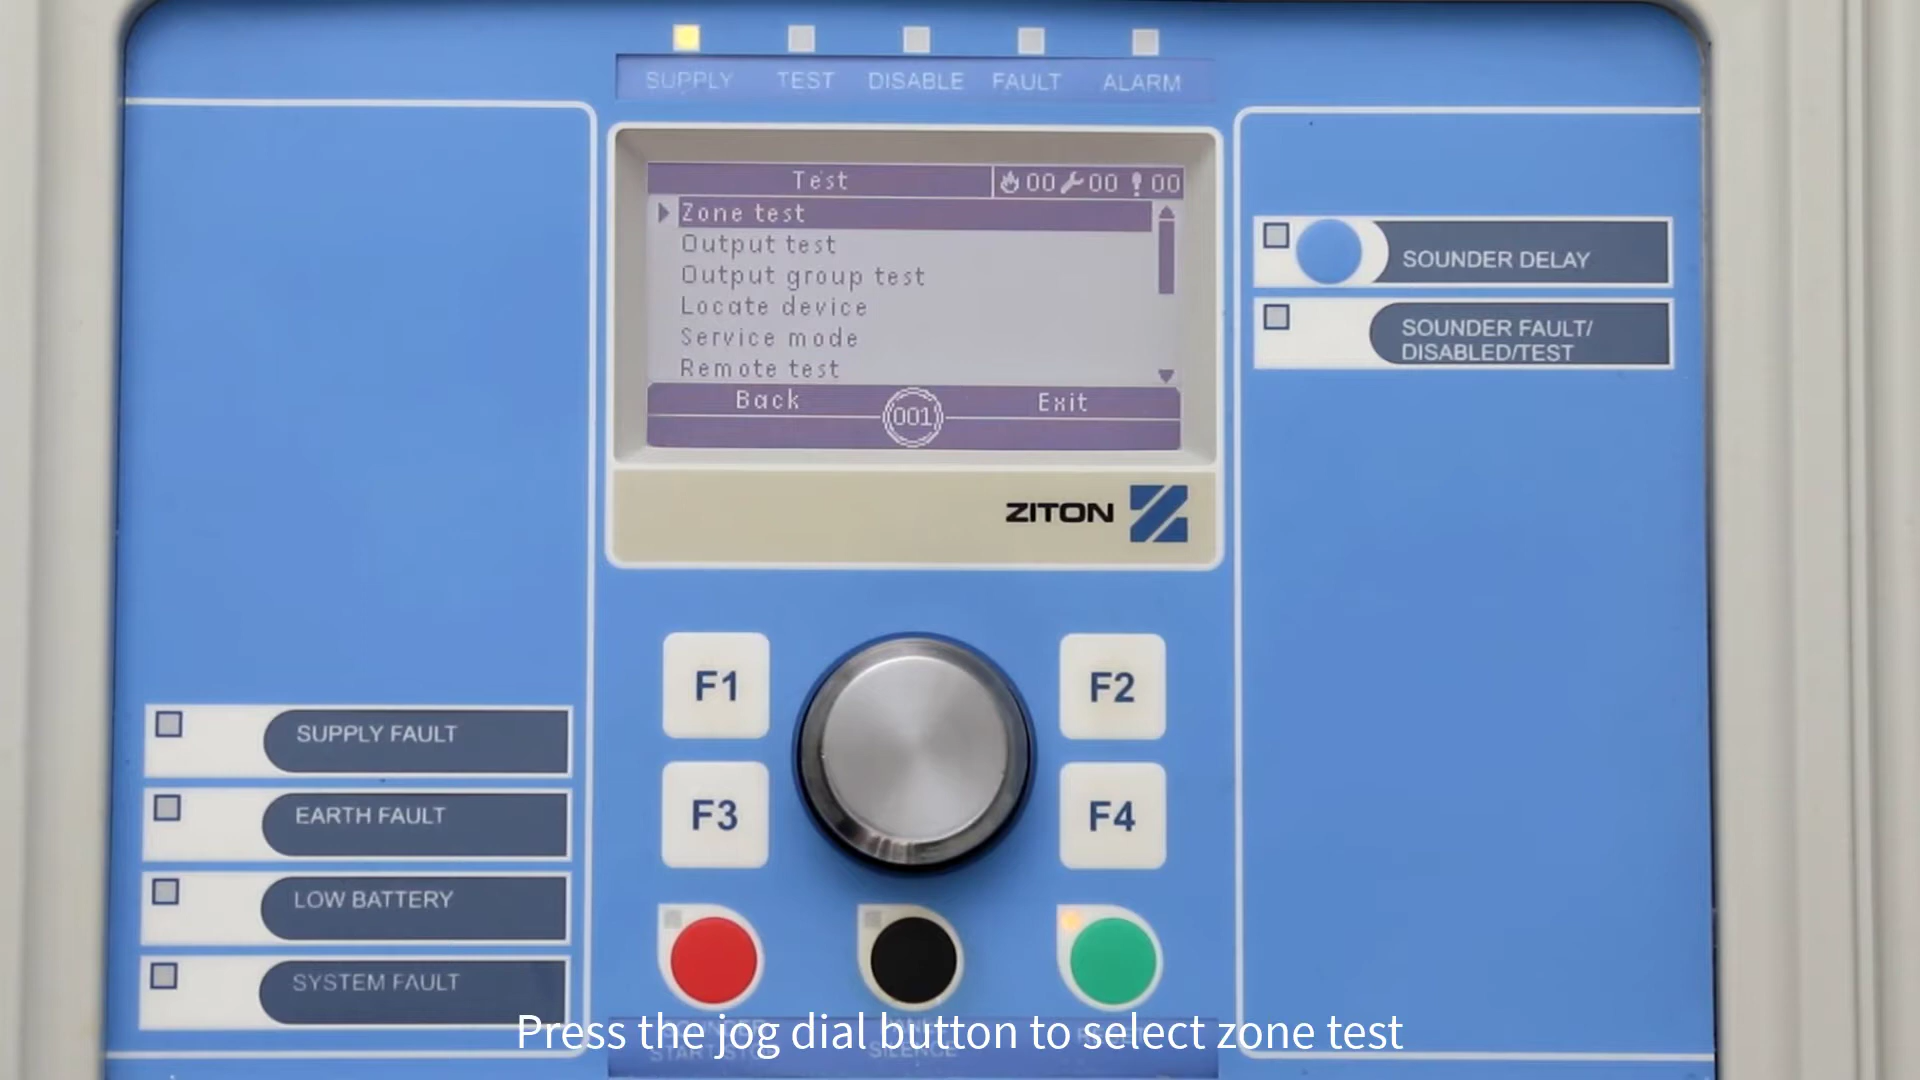 SUPPLY TEST DISABLE FAULT ALARM
Test 00 00 00
Zone test
Output test
Output group test
Locate device
Service mode
Remote test
Back Exit
001
ZITON
SOUNDER DELAY
SOUNDER FAULT/
DISABLED/TEST
F1 F2
F3 F4
SUPPLY FAULT
EARTH FAULT
LOW BATTERY
SYSTEM FAULT
SILENCE
Press the jog dial button to select zone test